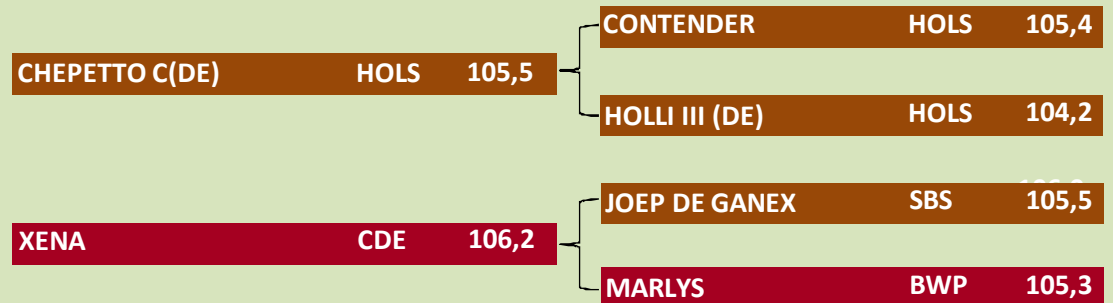 CONTENDER HOLS 105,4
CHEPETTO C(DE) HOLS 105,5
HOLLI III (DE) HOLS 104,2
JOEP DE GANEX SBS 105,5
XENA CDE 106,2
MARLYS BWP 105,3